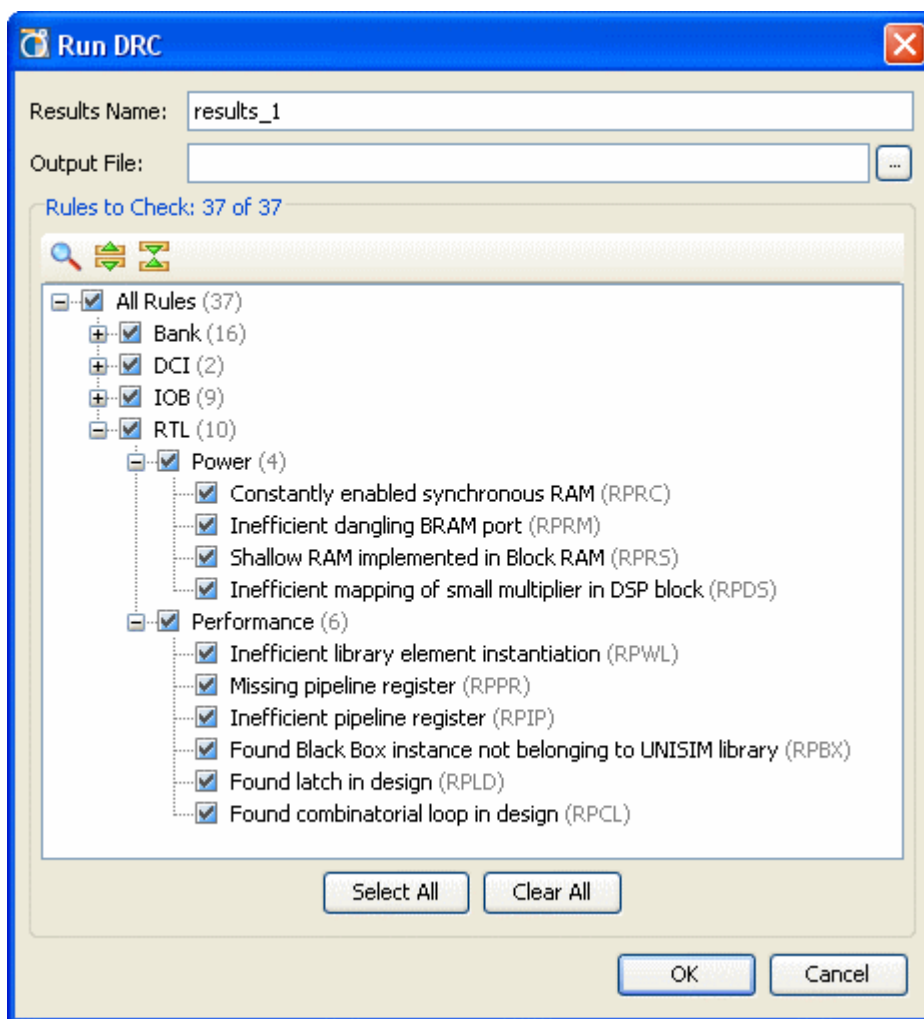 Run DRC
Results Name: results_1
Output File: ...
Rules to Check: 37 of 37
All Rules (37)
Bank (16)
DCI (2)
IOB (9)
RTL (10)
Power (4)
Constantly enabled synchronous RAM (RPRC)
Inefficient dangling BRAM port (RPRM)
Shallow RAM implemented in Block RAM (RPRS)
Inefficient mapping of small multiplier in DSP block (RPDS)
Performance (6)
Inefficient library element instantiation (RPWL)
Missing pipeline register (RPPR)
Inefficient pipeline register (RPIP)
Found Black Box instance not belonging to UNISIM library (RPBX)
Found latch in design (RPLD)
Found combinatorial loop in design (RPCL)
Select All Clear All
OK Cancel